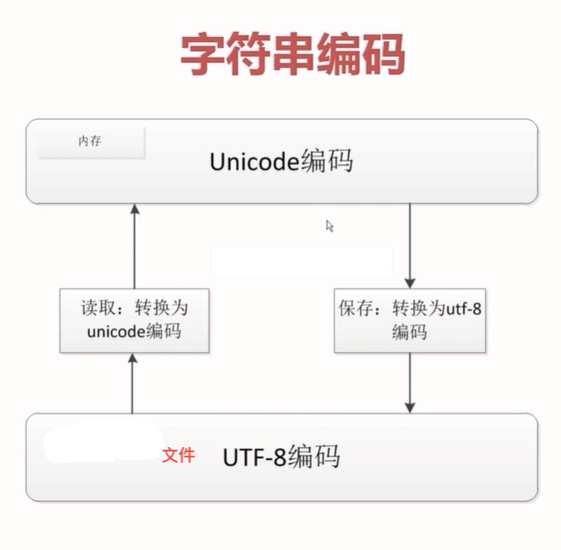 字符串编码
内存
Unicode编码
读取：转换为
unicode编码
保存：转换为utf-8
编码
文件
UTF-8编码